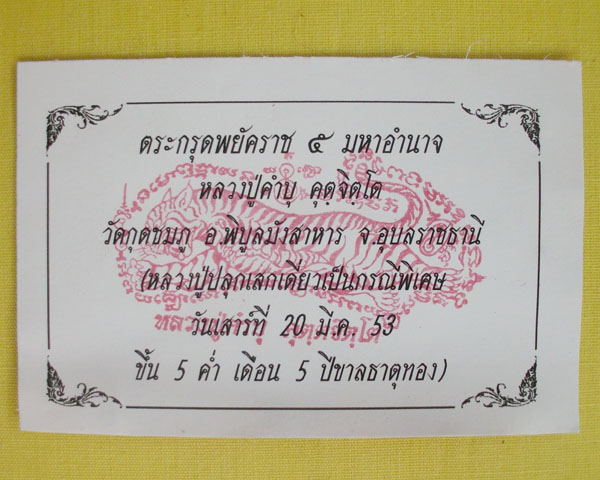 ตระกรุดพยัคราช ๕ มหาอำนาจ
หลวงปู่คำบุ คุตฺจิตฺโต
วัดกุดชมภู อ.พิบูลมังสาหาร จ.อุบลราชธานี
(หลวงปู่ปลุกเสกเดี่ยวเป็นกรณีพิเศษ
วันเสาร์ที่ 20 มีค. 53
หลวงปู่
ขึ้น 5 ค่ำ เดือน 5 ปีขาลธาตุทอง)